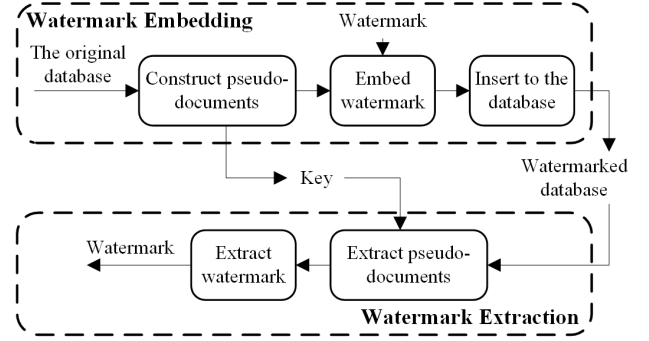 Watermark Embedding
Watermark
The original
database
Construct pseudo-
documents
Embed
watermark
Insert to the
database
Watermarked
database
Key
Watermark
Extract
watermark
Extract pseudo-
documents
Watermark Extraction